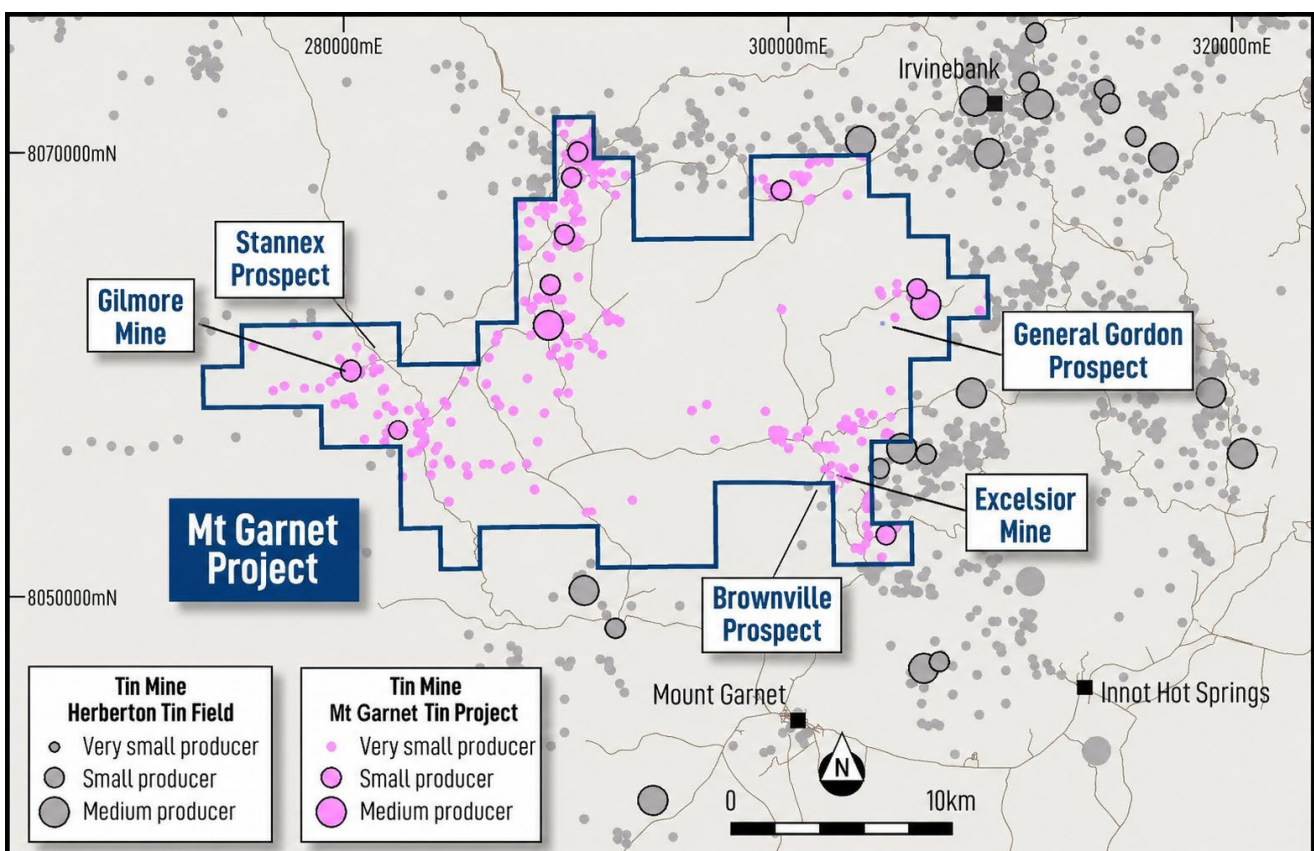 280000mE
300000mE
320000mE
Irvinebank
8070000mN
Stannex
Prospect
Gilmore
Mine
General Gordon
Prospect
Excelsior
Mine
Mt Garnet
Project
Brownville
Prospect
8050000mN
Mount Garnet
Innot Hot Springs
Tin Mine
Herberton Tin Field
Very small producer
Small producer
Medium producer
Tin Mine
Mt Garnet Tin Project
Very small producer
Small producer
Medium producer
N
0 10km